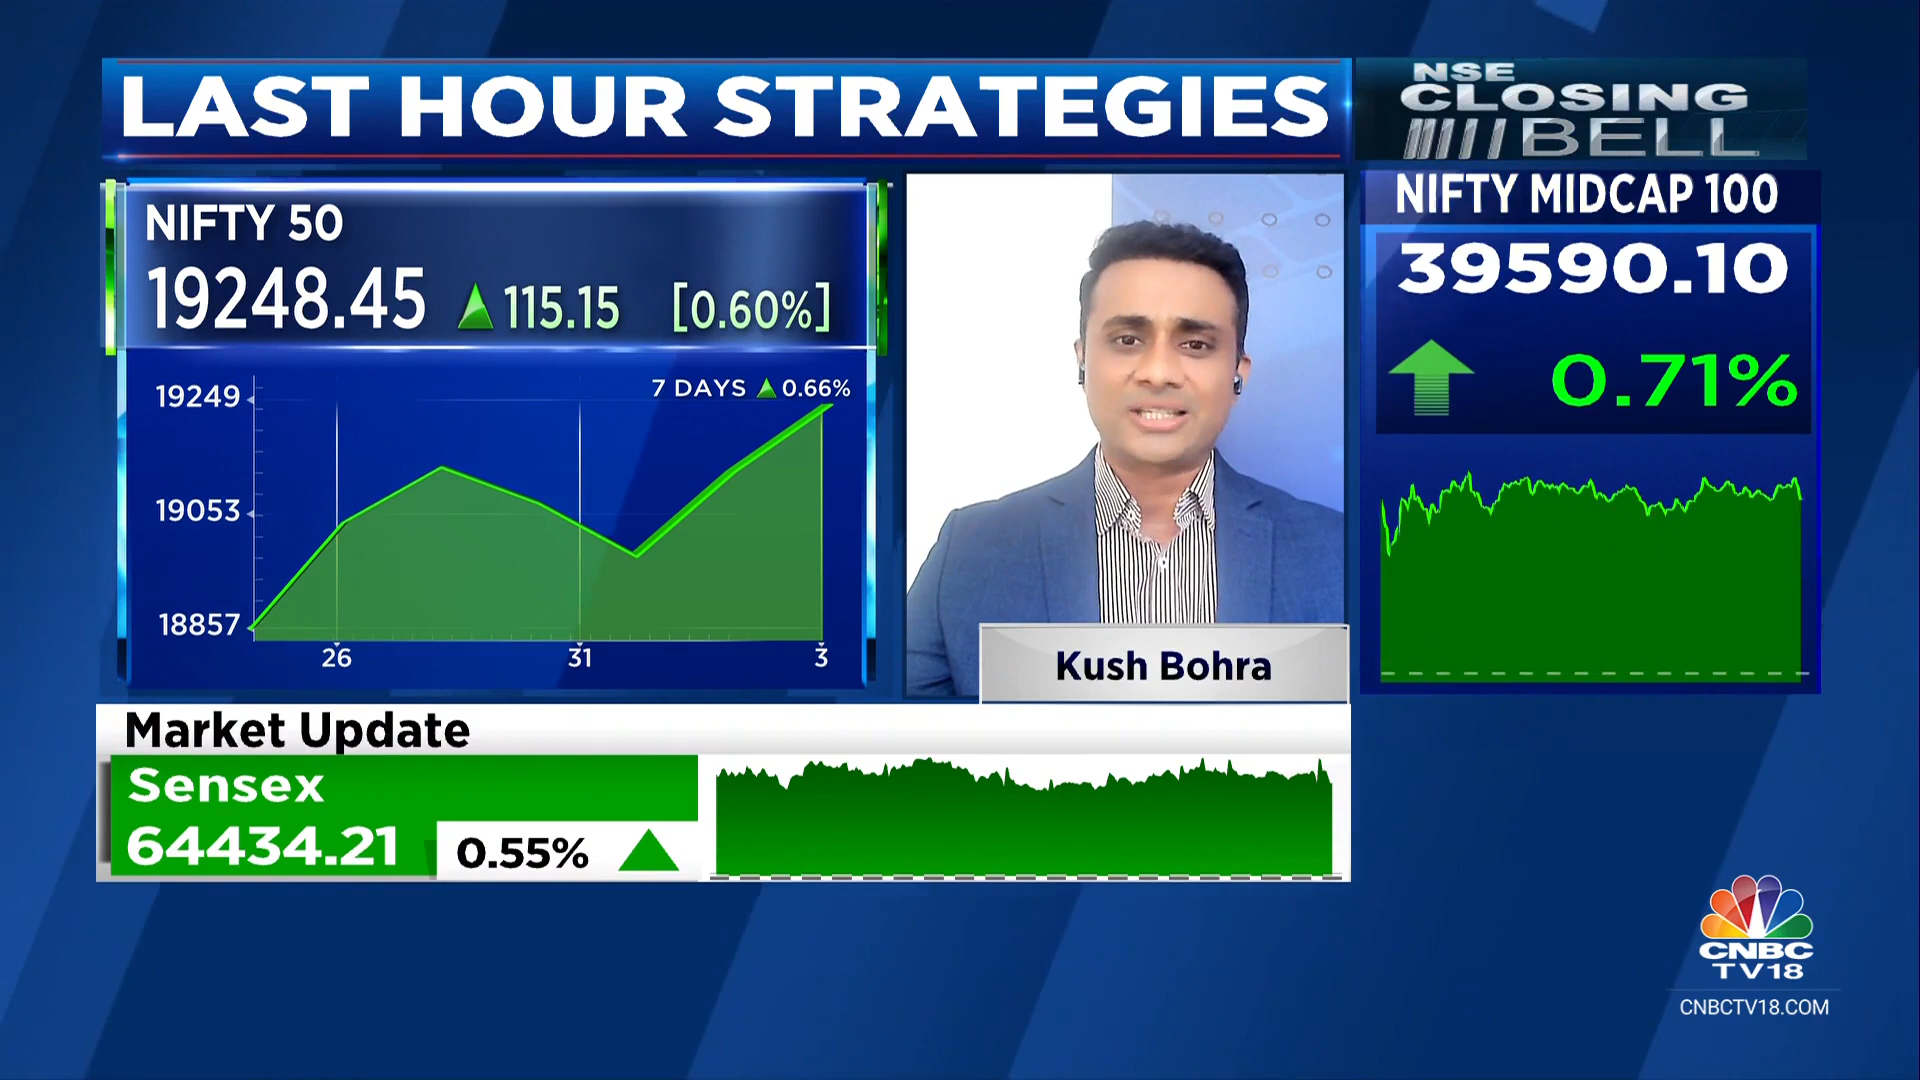 LAST HOUR STRATEGIES
NSE
CLOSING
BELL
NIFTY 50
19248.45 ▲ 115.15 [0.60%]
7 DAYS ▲ 0.66%
19249
19053
18857
26 31 3
Kush Bohra
NIFTY MIDCAP 100
39590.10
0.71%
Market Update
Sensex
64434.21
0.55%
CNBC
TV18
CNBCTV18.COM